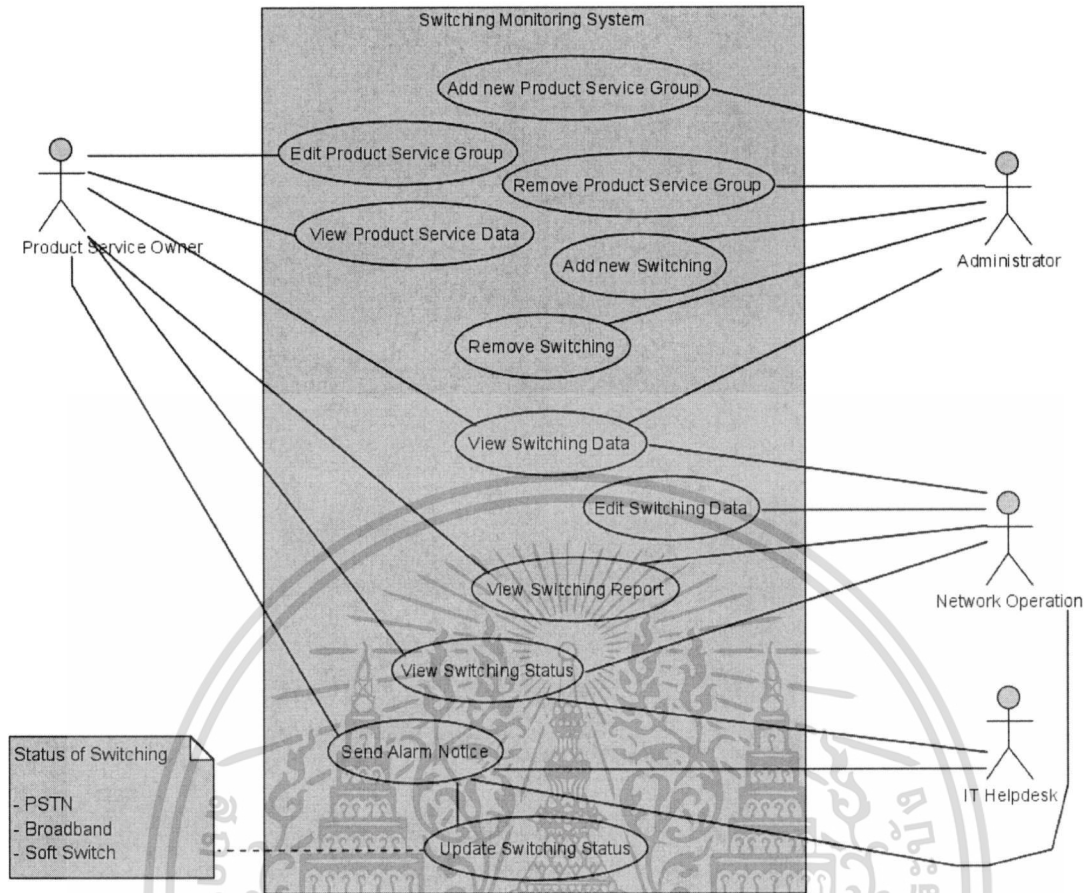 Switching Monitoring System
Add new Product Service Group
Edit Product Service Group
Remove Product Service Group
View Product Service Data
Product Service Owner
Add new Switching
Administrator
Remove Switching
View Switching Data
Edit Switching Data
View Switching Report
Network Operation
View Switching Status
Send Alarm Notice
IT Helpdesk
Status of Switching
- PSTN
- Broadband
- Soft Switch
Update Switching Status